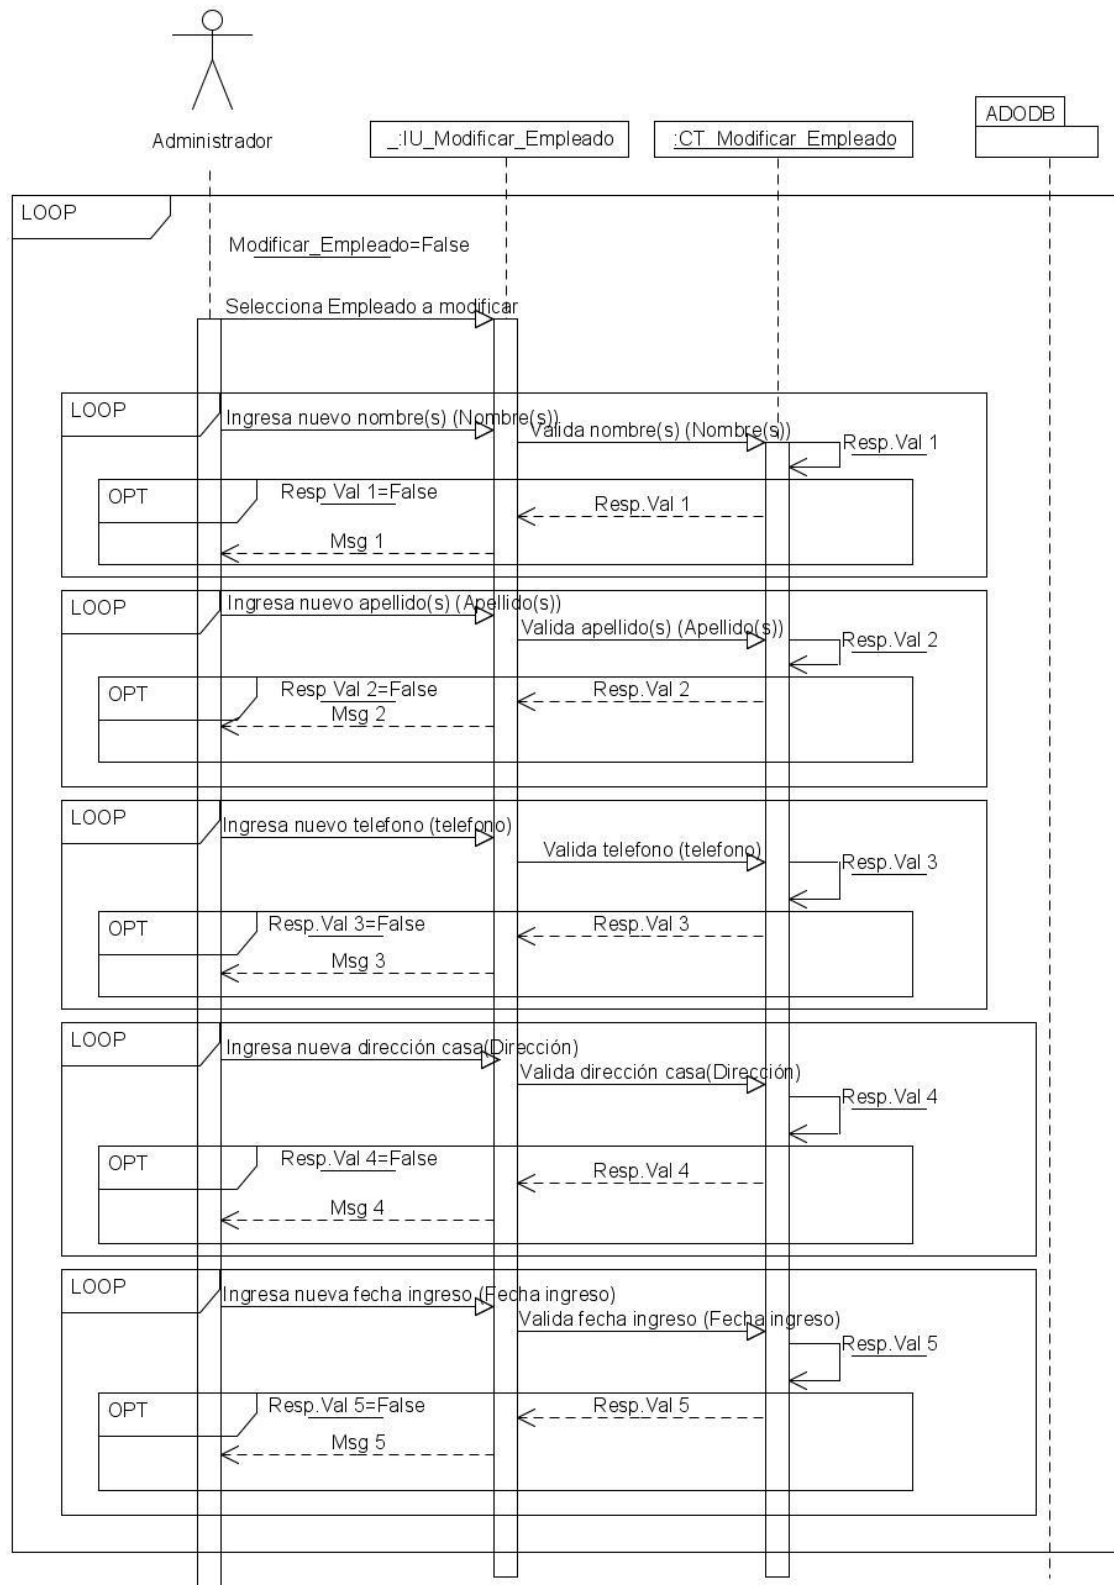 Administrador
_:IU_Modificar_Empleado
:CT_Modificar_Empleado
ADODB
LOOP
Modificar_Empleado=False
Selecciona Empleado a modificar
LOOP
Ingresa nuevo nombre(s) (Nombre(s))
Valida nombre(s) (Nombre(s))
Resp.Val 1
OPT
Resp.Val 1=False
Resp.Val 1
Msg 1
LOOP
Ingresa nuevo apellido(s) (Apellido(s))
Valida apellido(s) (Apellido(s))
Resp.Val 2
OPT
Resp.Val 2=False
Resp.Val 2
Msg 2
LOOP
Ingresa nuevo telefono (telefono)
Valida telefono (telefono)
Resp.Val 3
OPT
Resp.Val 3=False
Resp.Val 3
Msg 3
LOOP
Ingresa nueva dirección casa(Dirección)
Valida dirección casa(Dirección)
Resp.Val 4
OPT
Resp.Val 4=False
Resp.Val 4
Msg 4
LOOP
Ingresa nueva fecha ingreso (Fecha ingreso)
Valida fecha ingreso (Fecha ingreso)
Resp.Val 5
OPT
Resp.Val 5=False
Resp.Val 5
Msg 5